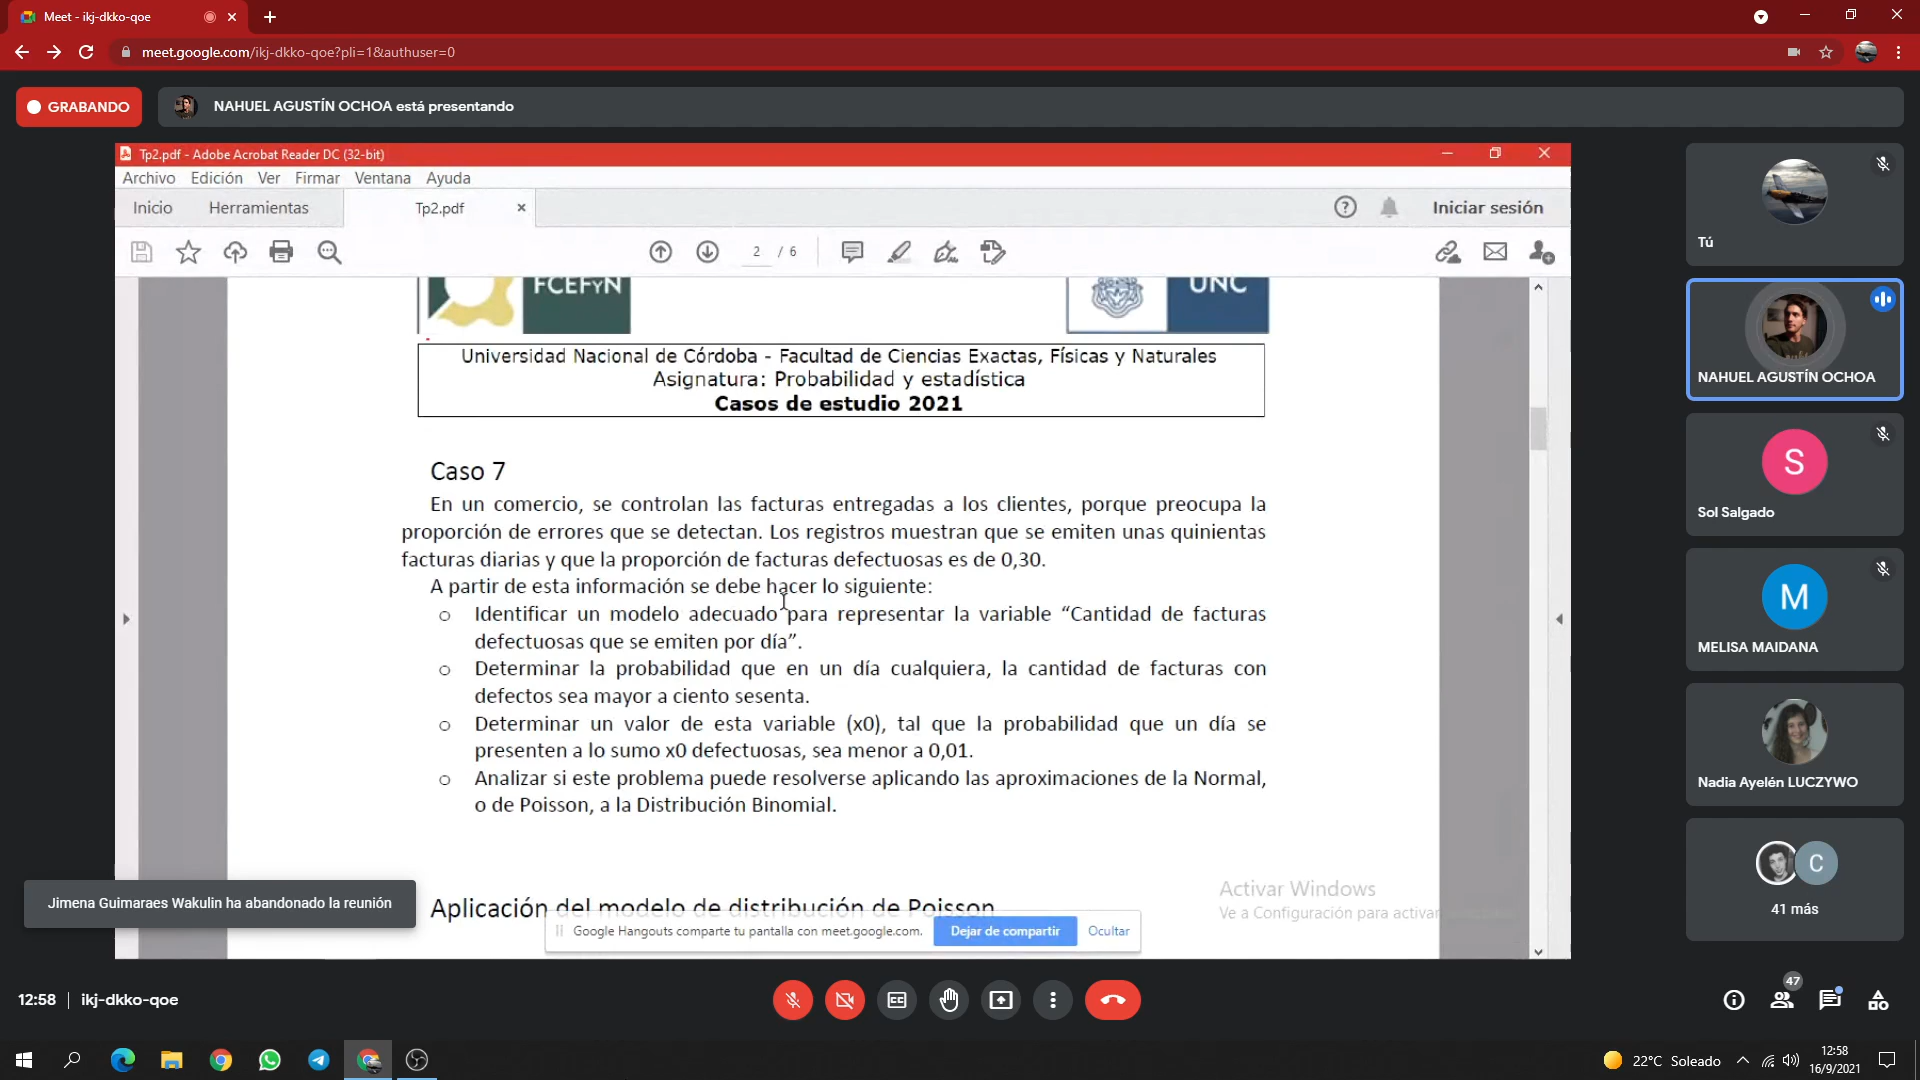 Meet - ikj-dkko-qoe
meet.google.com/ikj-dkko-qoe?pli=1&authuser=0
GRABANDO
NAHUEL AGUSTÍN OCHOA está presentando
Tp2.pdf - Adobe Acrobat Reader DC (32-bit)
Archivo Edición Ver Firmar Ventana Ayuda
Inicio Herramientas Tp2.pdf Iniciar sesión
2 / 6
FCEFyN
UNC
Universidad Nacional de Córdoba - Facultad de Ciencias Exactas, Físicas y Naturales
Asignatura: Probabilidad y estadística
Casos de estudio 2021
Caso 7
En un comercio, se controlan las facturas entregadas a los clientes, porque preocupa la
proporción de errores que se detectan. Los registros muestran que se emiten unas quinientas
facturas diarias y que la proporción de facturas defectuosas es de 0,30.
A partir de esta información se debe hacer lo siguiente:
o Identificar un modelo adecuado para representar la variable “Cantidad de facturas
defectuosas que se emiten por día”.
o Determinar la probabilidad que en un día cualquiera, la cantidad de facturas con
defectos sea mayor a ciento sesenta.
o Determinar un valor de esta variable (x0), tal que la probabilidad que un día se
presenten a lo sumo x0 defectuosas, sea menor a 0,01.
o Analizar si este problema puede resolverse aplicando las aproximaciones de la Normal,
o de Poisson, a la Distribución Binomial.
Aplicación del modelo de distribución de Poisson
Activar Windows
Ve a Configuración para activar
Google Hangouts comparte tu pantalla con meet.google.com.
Dejar de compartir
Ocultar
Jimena Guimaraes Wakulin ha abandonado la reunión
Tú
NAHUEL AGUSTÍN OCHOA
S
Sol Salgado
M
MELISA MAIDANA
Nadia Ayelén LUCZYWO
C
41 más
12:58 | ikj-dkko-qoe
47
22°C Soleado
12:58
16/9/2021